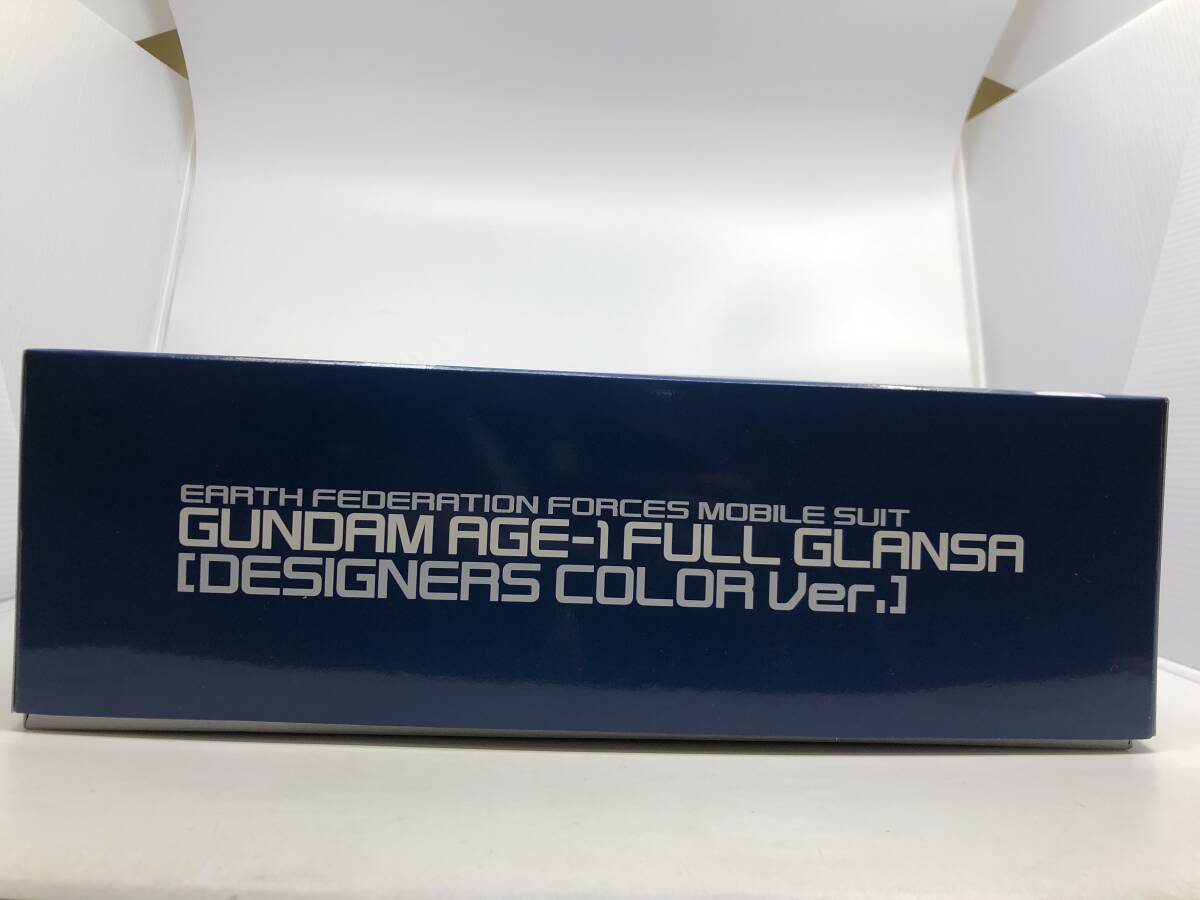 EARTH FEDERATION FORCES MOBILE SUIT
GUNDAM AGE-1 FULL GLANSA
[DESIGNERS COLOR Ver.]